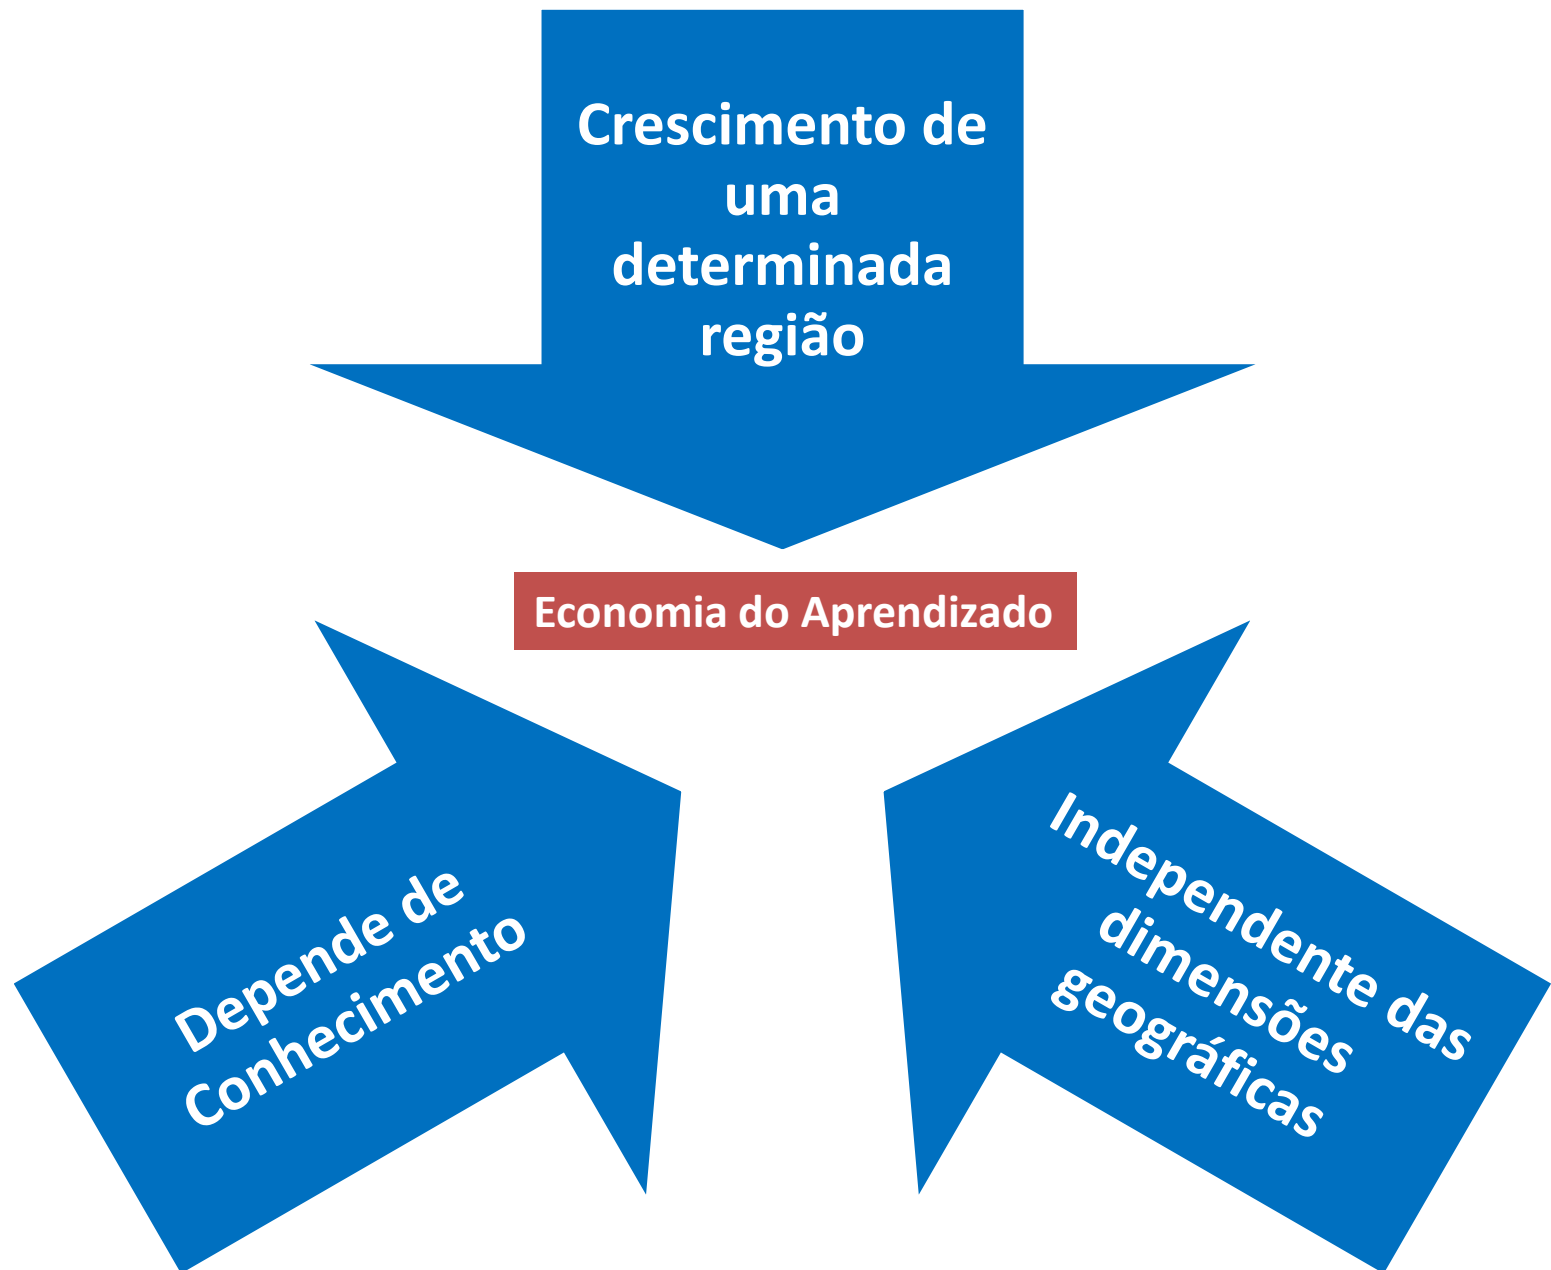 Crescimento de
uma
determinada
região
Economia do Aprendizado
Depende de
Conhecimento
Independente das
dimensões
geográficas